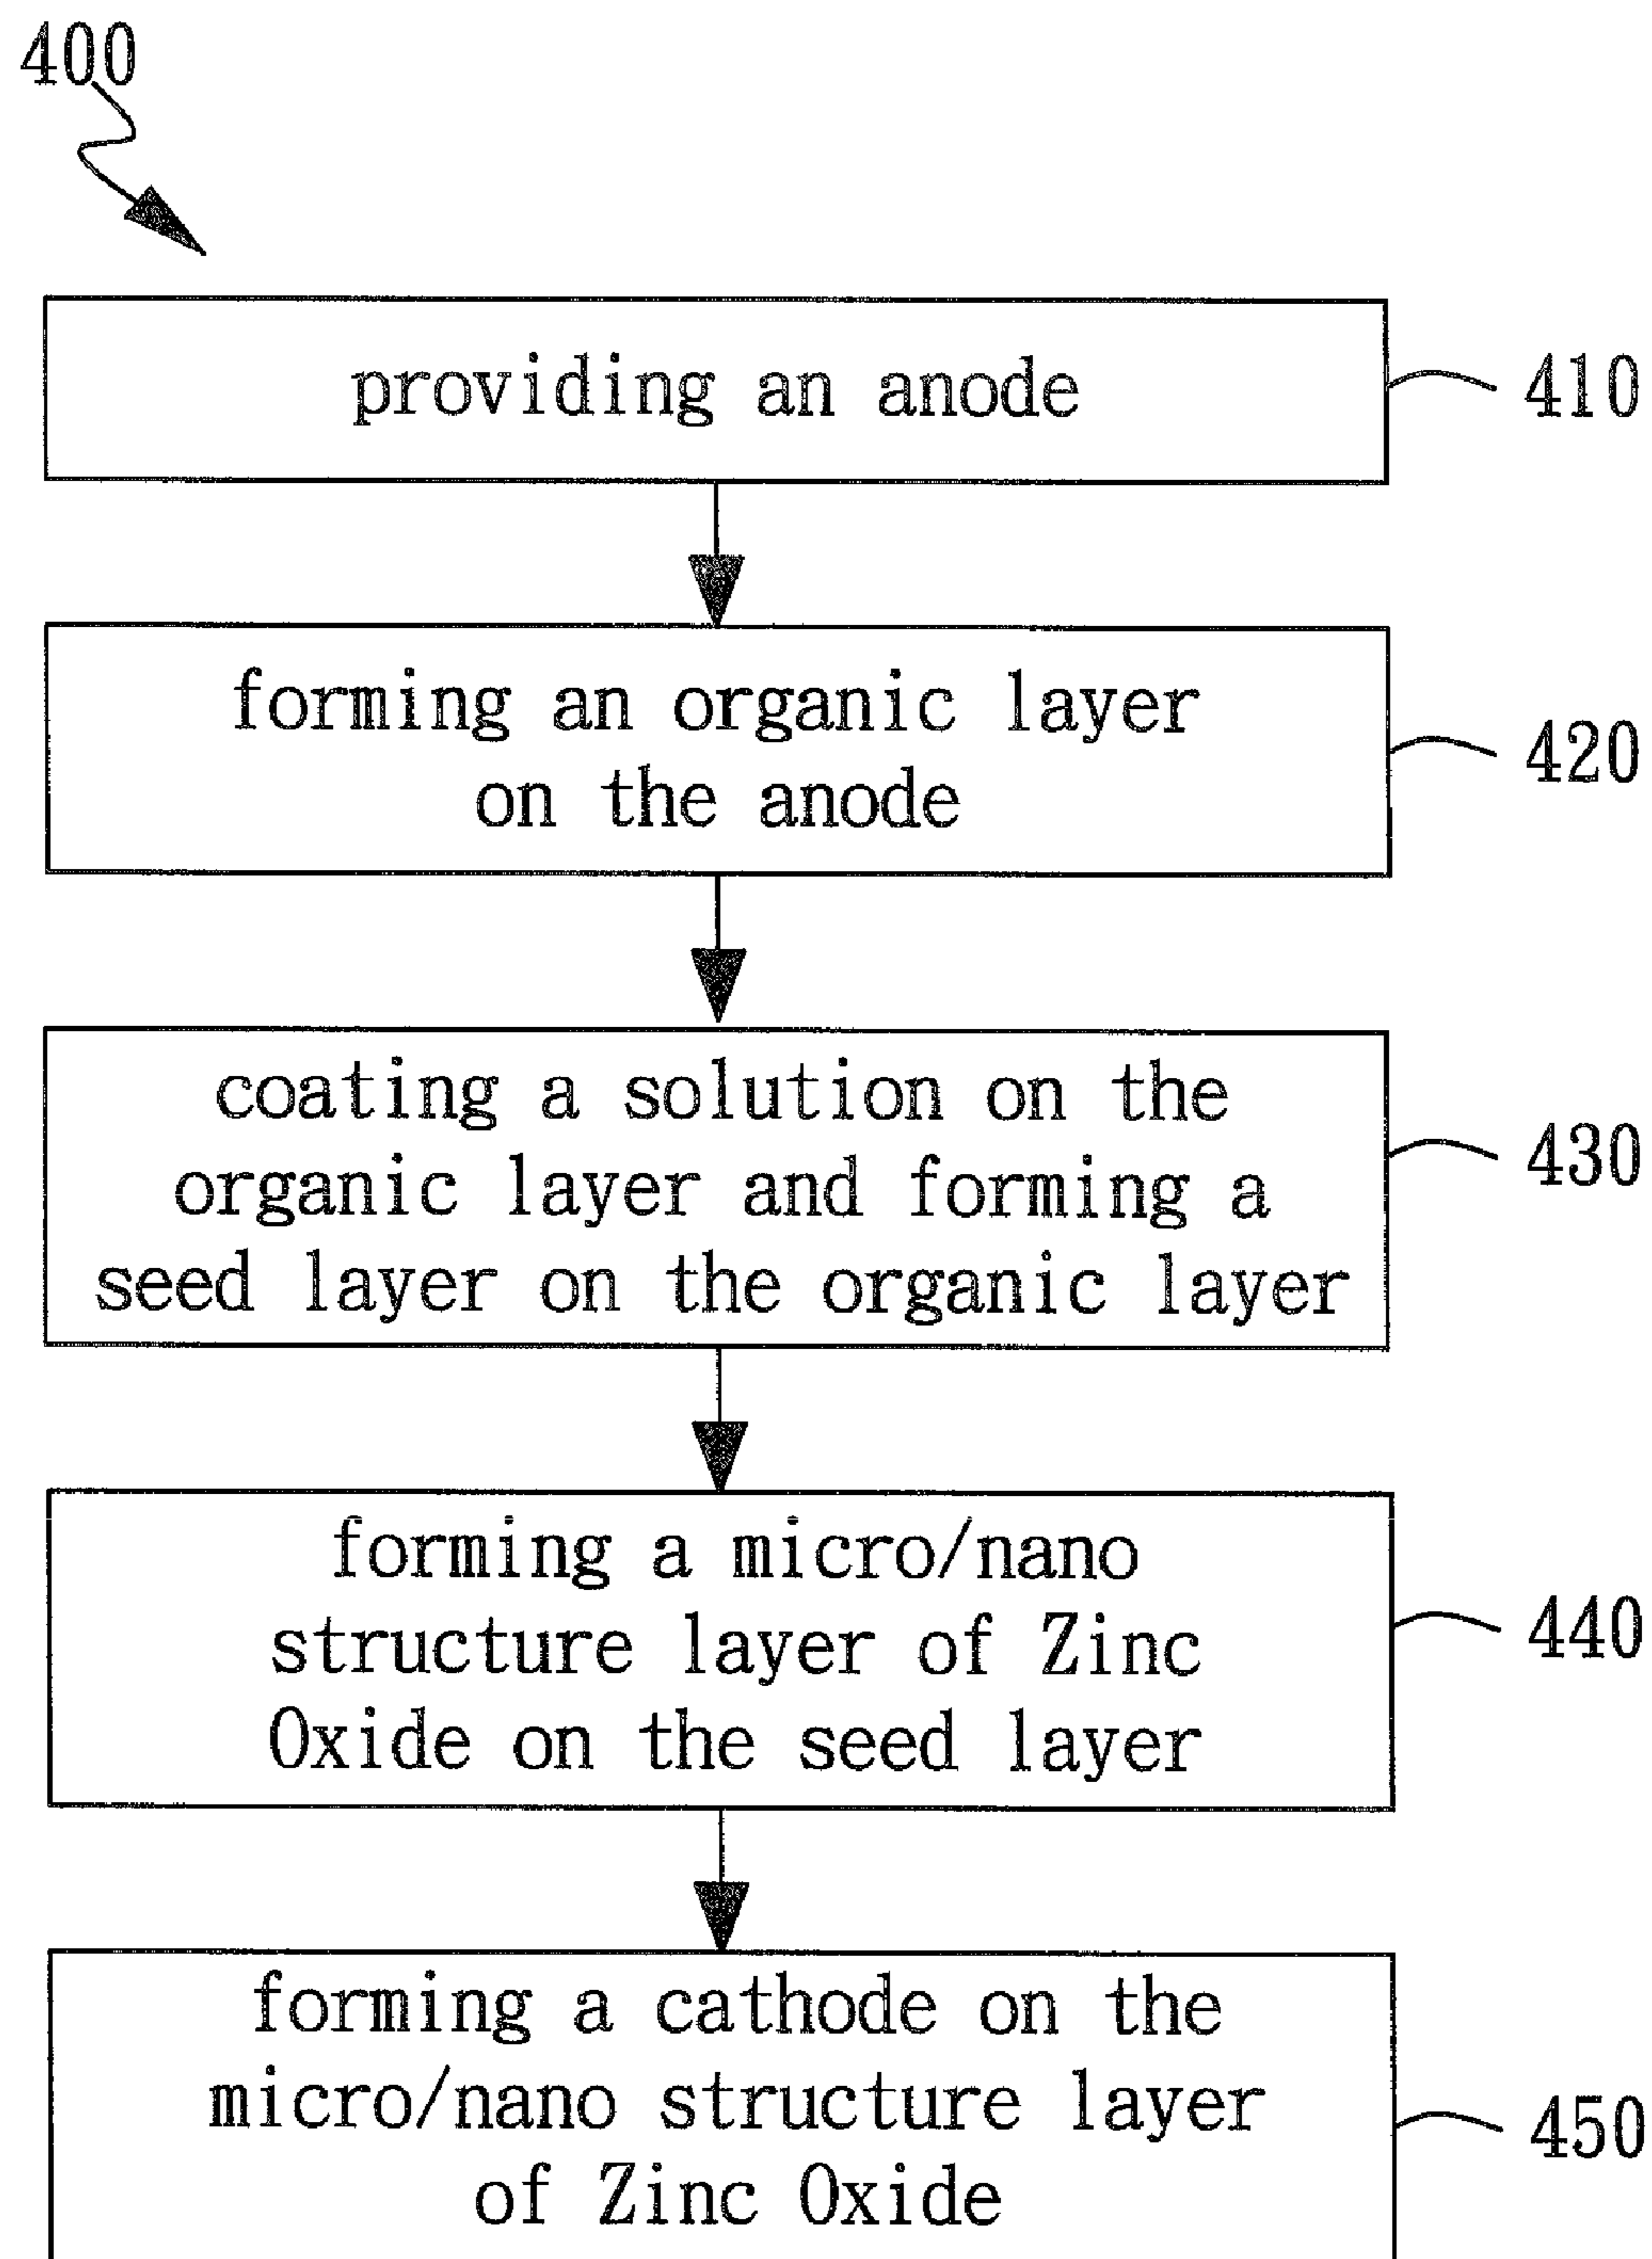 400
providing an anode
410
forming an organic layer
on the anode
420
coating a solution on the
organic layer and forming a
seed layer on the organic layer
430
forming a micro/nano
structure layer of Zinc
Oxide on the seed layer
440
forming a cathode on the
micro/nano structure layer
of Zinc Oxide
450